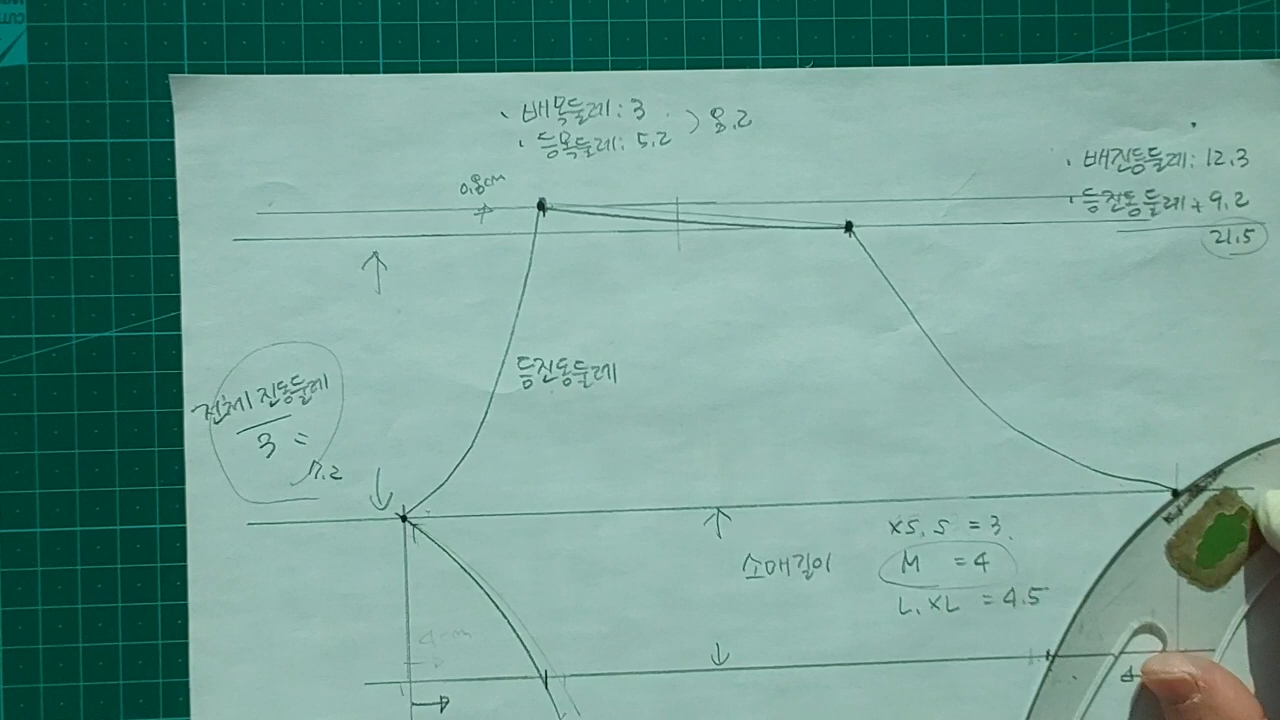 · 배목둘레: 3
· 등목둘레: 5.2
> 8.2
0.8cm
· 배진동둘레: 12.3
· 등진동둘레 + 9.2
21.5
등진동둘레
전체 진동둘레
3 =
7.2
소매길이
XS, S = 3
M = 4
L, XL = 4.5
4cm
4